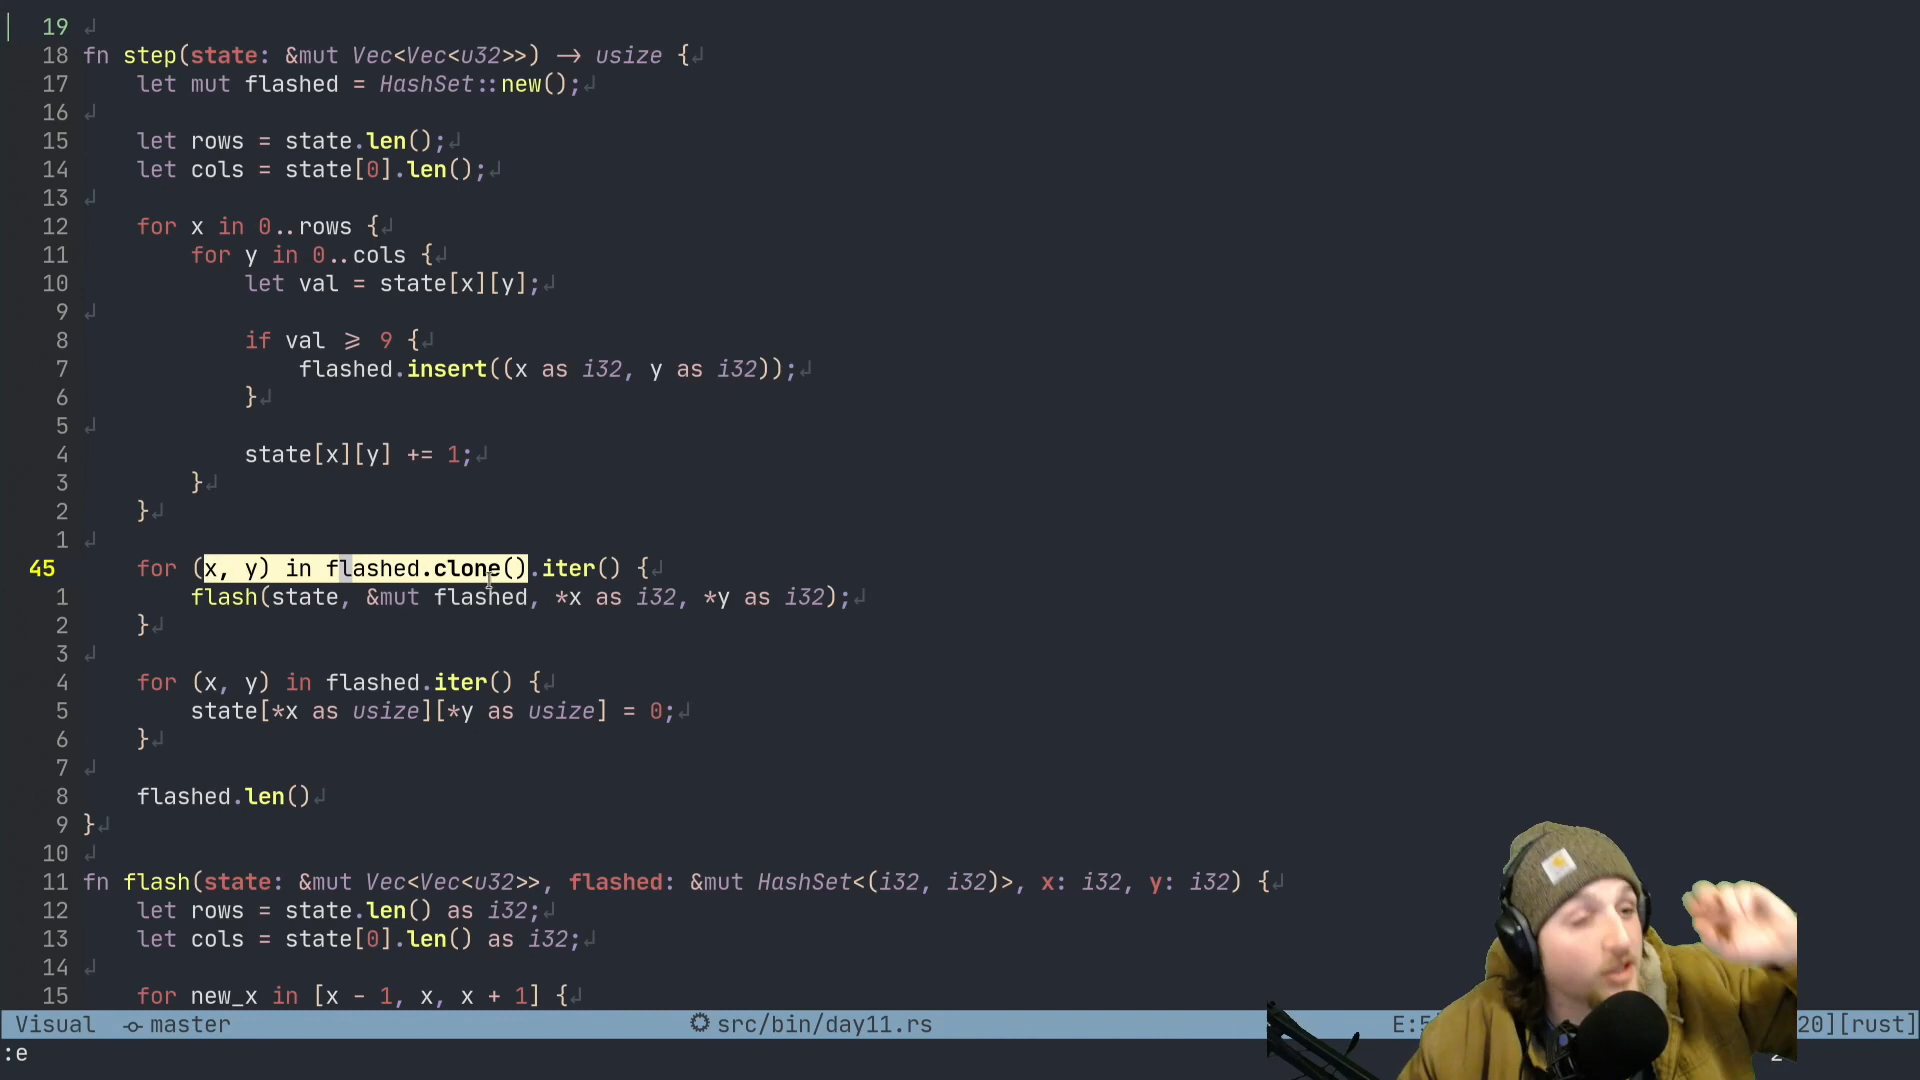 19
18 fn step(state: &mut Vec<Vec<u32>>) -> usize {
17     let mut flashed = HashSet::new();
16
15     let rows = state.len();
14     let cols = state[0].len();
13
12     for x in 0..rows {
11         for y in 0..cols {
10             let val = state[x][y];
9
8             if val >= 9 {
7                 flashed.insert((x as i32, y as i32));
6             }
5
4             state[x][y] += 1;
3         }
2     }
1
45     for (x, y) in flashed.clone().iter() {
1         flash(state, &mut flashed, *x as i32, *y as i32);
2     }
3
4     for (x, y) in flashed.iter() {
5         state[*x as usize][*y as usize] = 0;
6     }
7
8     flashed.len()
9 }
10
11 fn flash(state: &mut Vec<Vec<u32>>, flashed: &mut HashSet<(i32, i32)>, x: i32, y: i32) {
12     let rows = state.len() as i32;
13     let cols = state[0].len() as i32;
14
15     for new_x in [x - 1, x, x + 1] {
Visual master src/bin/day11.rs 20][rust]
:e